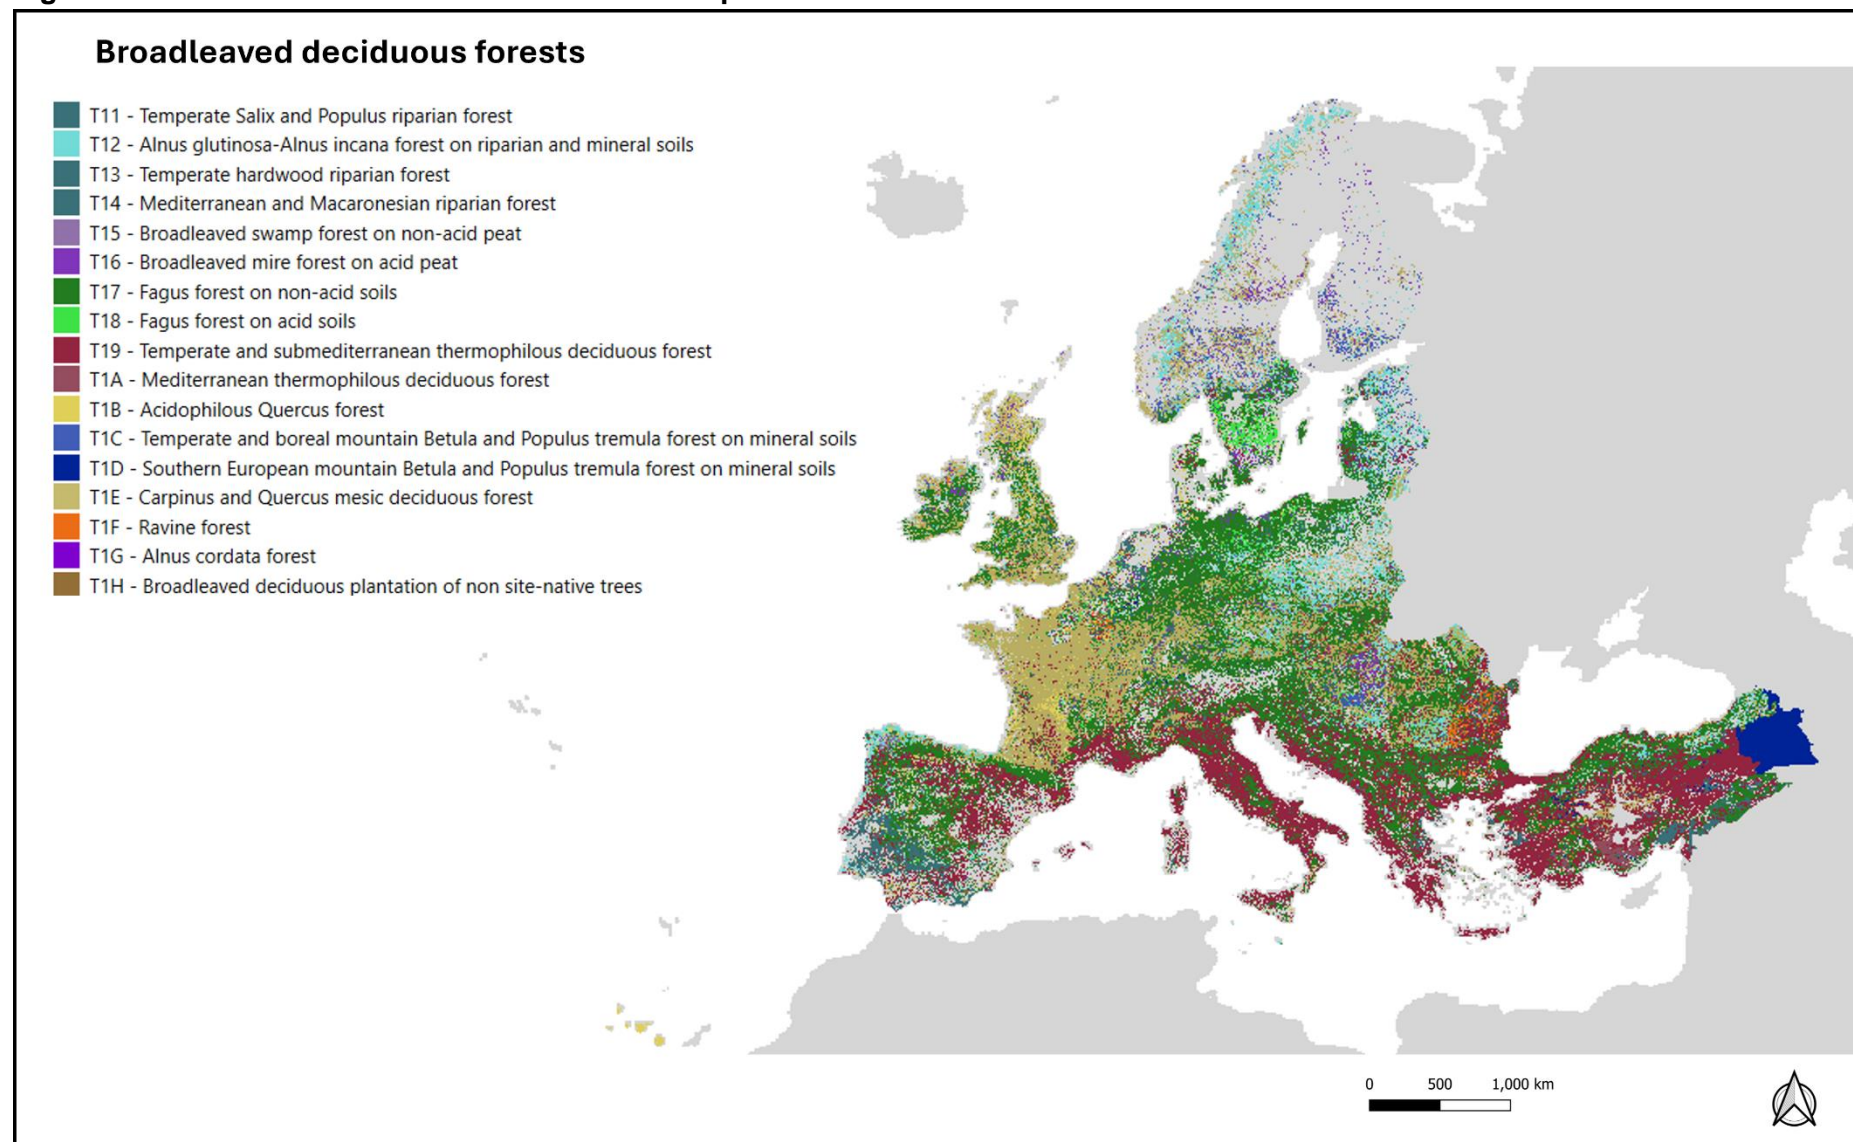 Broadleaved deciduous forests
T11 - Temperate Salix and Populus riparian forest
T12 - Alnus glutinosa-Alnus incana forest on riparian and mineral soils
T13 - Temperate hardwood riparian forest
T14 - Mediterranean and Macaronesian riparian forest
T15 - Broadleaved swamp forest on non-acid peat
T16 - Broadleaved mire forest on acid peat
T17 - Fagus forest on non-acid soils
T18 - Fagus forest on acid soils
T19 - Temperate and submediterranean thermophilous deciduous forest
T1A - Mediterranean thermophilous deciduous forest
T1B - Acidophilous Quercus forest
T1C - Temperate and boreal mountain Betula and Populus tremula forest on mineral soils
T1D - Southern European mountain Betula and Populus tremula forest on mineral soils
T1E - Carpinus and Quercus mesic deciduous forest
T1F - Ravine forest
T1G - Alnus cordata forest
T1H - Broadleaved deciduous plantation of non site-native trees
0 500 1,000 km